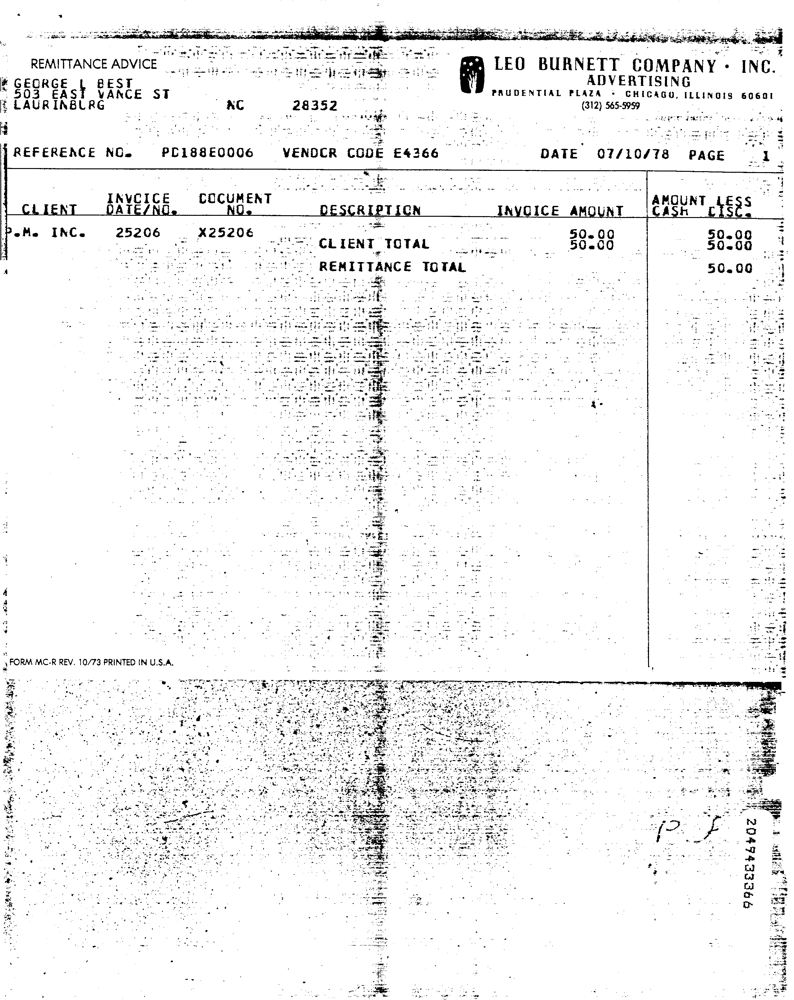 REMITTANCE ADVICE
GEORGE L BEST
503 EAST VANCE ST
LAURINBURG NC 28352
LEO BURNETT COMPANY · INC.
ADVERTISING
PRUDENTIAL PLAZA · CHICAGO, ILLINOIS 60601
(312) 565-5959
REFERENCE NO. PD188E0006 VENDOR CODE E4366 DATE 07/10/78 PAGE 1
CLIENT INVOICE DATE/NO. DOCUMENT NO. DESCRIPTION INVOICE AMOUNT AMOUNT LESS CASH DISC.
P.M. INC. 25206 X25206 50.00 50.00
CLIENT TOTAL 50.00 50.00
REMITTANCE TOTAL 50.00
FORM MC-R REV. 10/73 PRINTED IN U.S.A.
P. f
2049433366